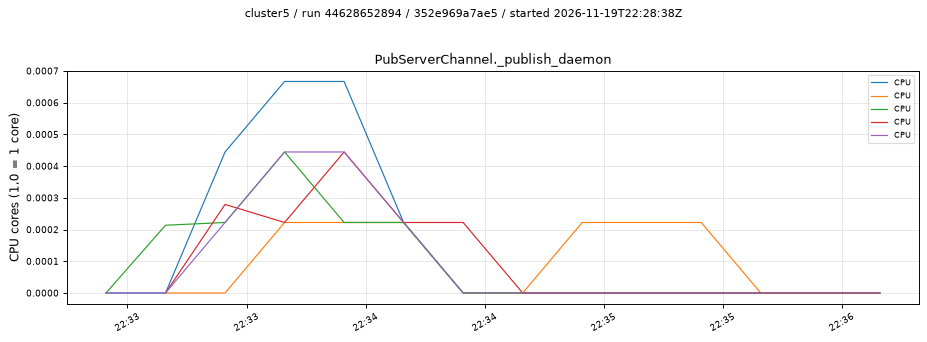 cluster5 / run 44628652894 / 352e969a7ae5 / started 2026-11-19T22:28:38Z
PubServerChannel._publish_daemon
CPU cores (1.0 = 1 core)
0.0007
0.0006
0.0005
0.0004
0.0003
0.0002
0.0001
0.0000
CPU
CPU
CPU
CPU
CPU
22:33
22:33
22:34
22:34
22:35
22:35
22:36